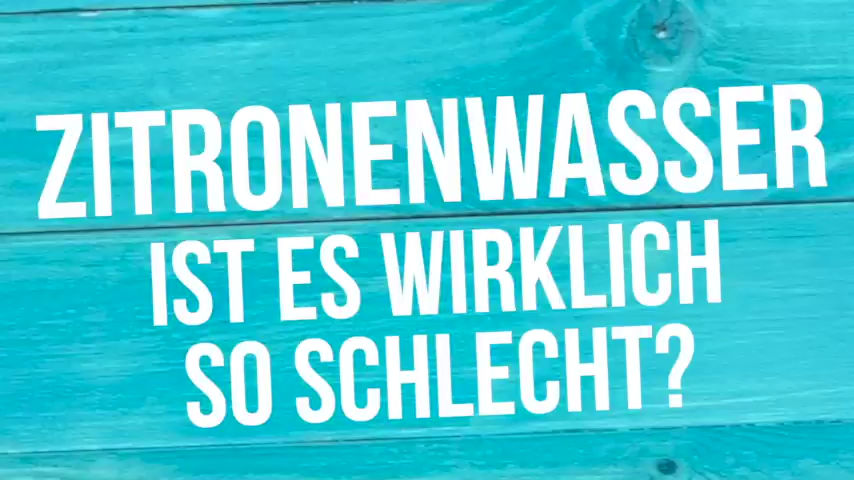 ZITRONENWASSER
IST ES WIRKLICH
SO SCHLECHT?